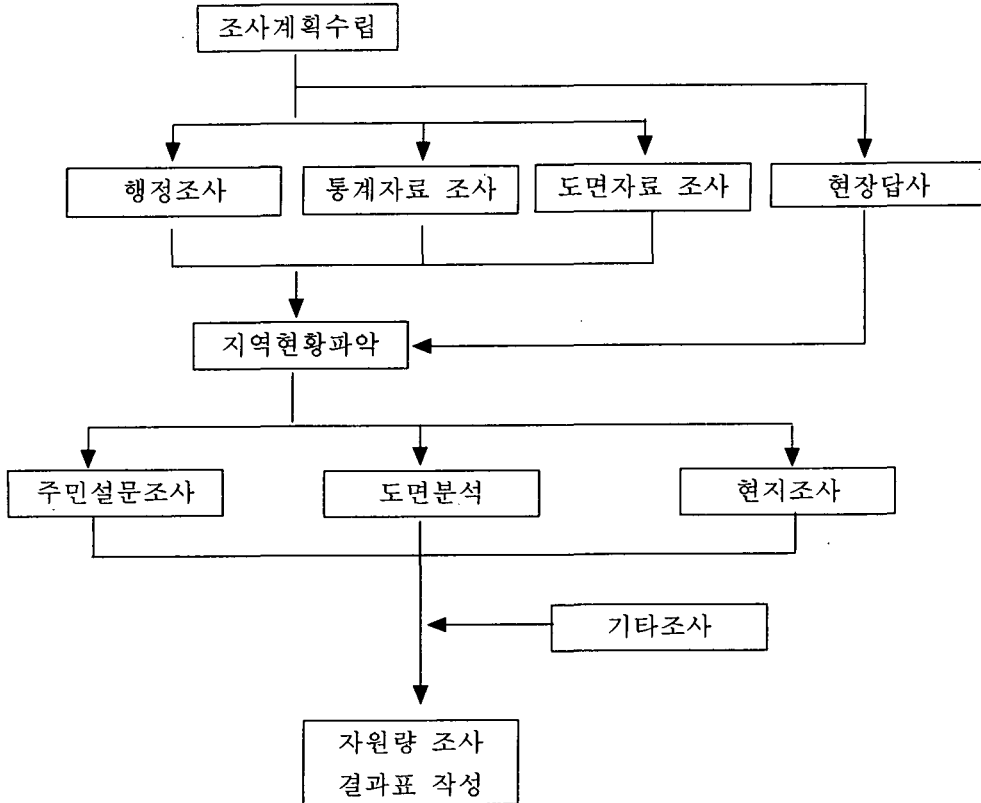 조사계획수립
행정조사
통계자료 조사
도면자료 조사
현장답사
지역현황파악
주민설문조사
도면분석
현지조사
기타조사
자원량 조사
결과표 작성